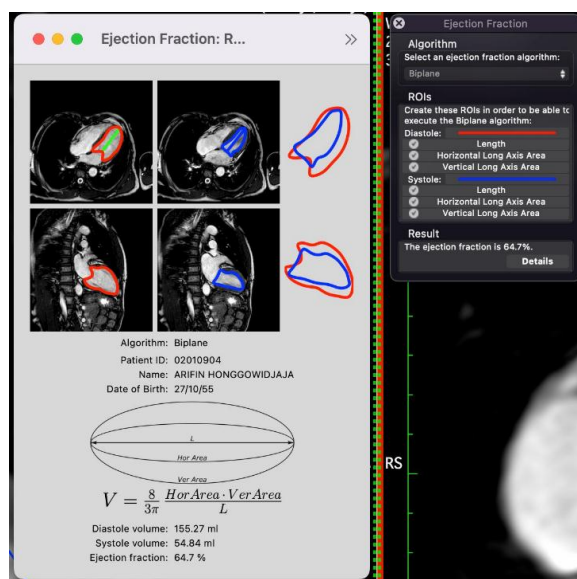 Ejection Fraction: R...
Algorithm: Biplane
Patient ID: 02010904
Name: ARIFIN HONGGOWIDJAJA
Date of Birth: 27/10/55
L
Hor Area
Ver Area
V = 8/3π HorArea · VerArea/L
Diastole volume: 155.27 ml
Systole volume: 54.84 ml
Ejection fraction: 64.7 %
Ejection Fraction
Algorithm
Select an ejection fraction algorithm:
Biplane
ROIs
Create these ROIs in order to be able to
execute the Biplane algorithm:
Diastole:
Length
Horizontal Long Axis Area
Vertical Long Axis Area
Systole:
Length
Horizontal Long Axis Area
Vertical Long Axis Area
Result
The ejection fraction is 64.7%.
Details
RS